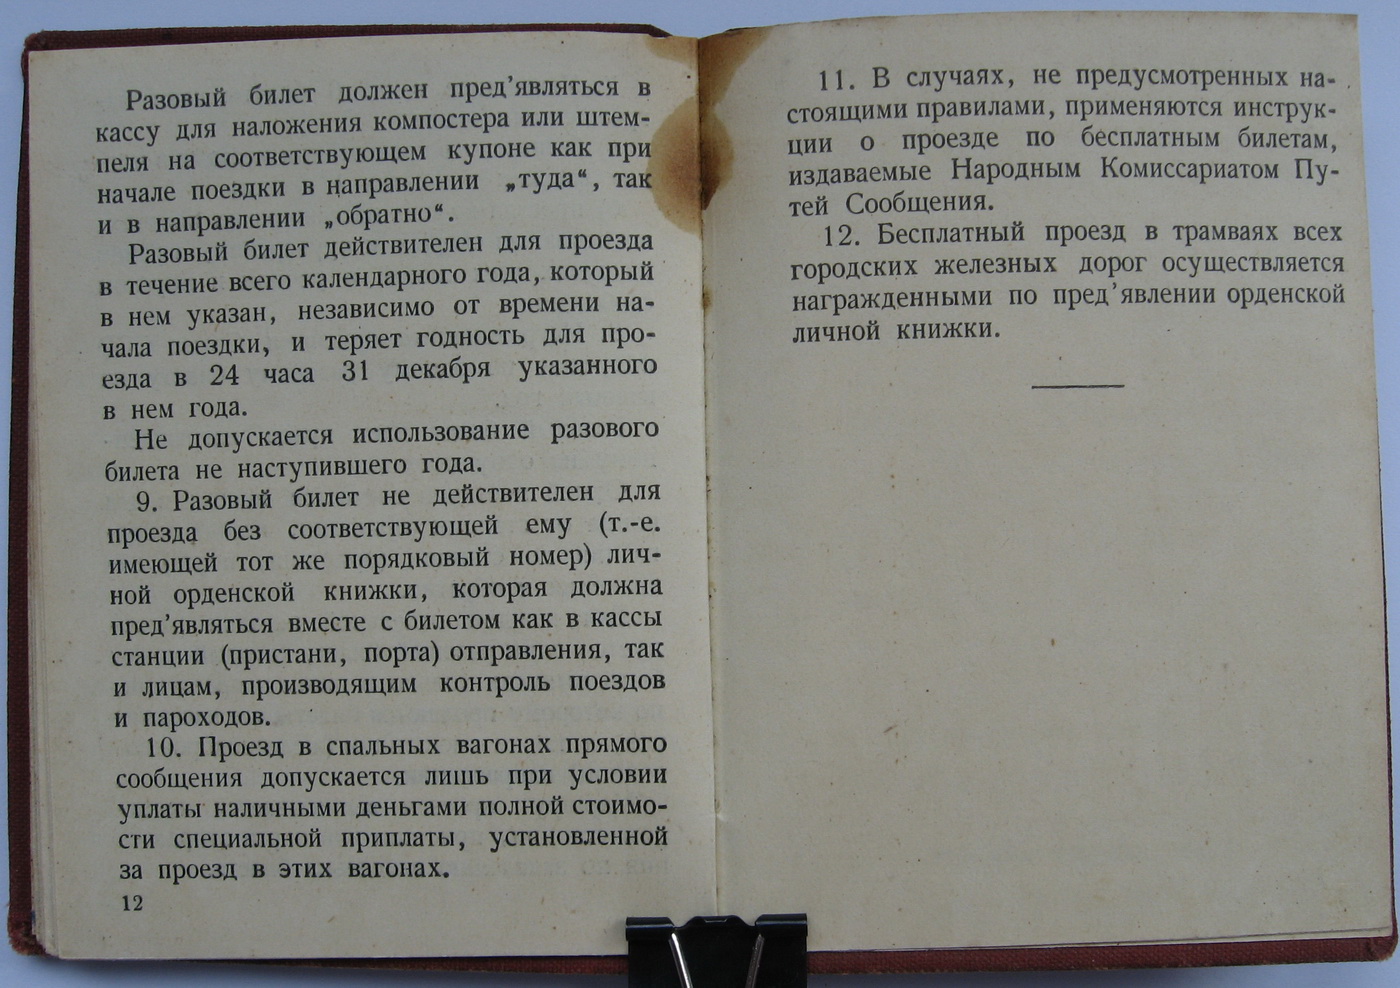 Разовый билет должен пред’являться в
кассу для наложения компостера или штем-
пеля на соответствующем купоне как при
начале поездки в направлении „туда“, так
и в направлении „обратно“.
Разовый билет действителен для проезда
в течение всего календарного года, который
в нем указан, независимо от времени на-
чала поездки, и теряет годность для про-
езда в 24 часа 31 декабря указанного
в нем года.
Не допускается использование разового
билета не наступившего года.
9. Разовый билет не действителен для
проезда без соответствующей ему (т.-е.
имеющей тот же порядковый номер) лич-
ной орденской книжки, которая должна
пред’являться вместе с билетом как в кассы
станции (пристани, порта) отправления, так
и лицам, производящим контроль поездов
и пароходов.
10. Проезд в спальных вагонах прямого
сообщения допускается лишь при условии
уплаты наличными деньгами полной стоимо-
сти специальной приплаты, установленной
за проезд в этих вагонах.
12
11. В случаях, не предусмотренных на-
стоящими правилами, применяются инструк-
ции о проезде по бесплатным билетам,
издаваемые Народным Комиссариатом Пу-
тей Сообщения.
12. Бесплатный проезд в трамваях всех
городских железных дорог осуществляется
награжденными по пред’явлении орденской
личной книжки.